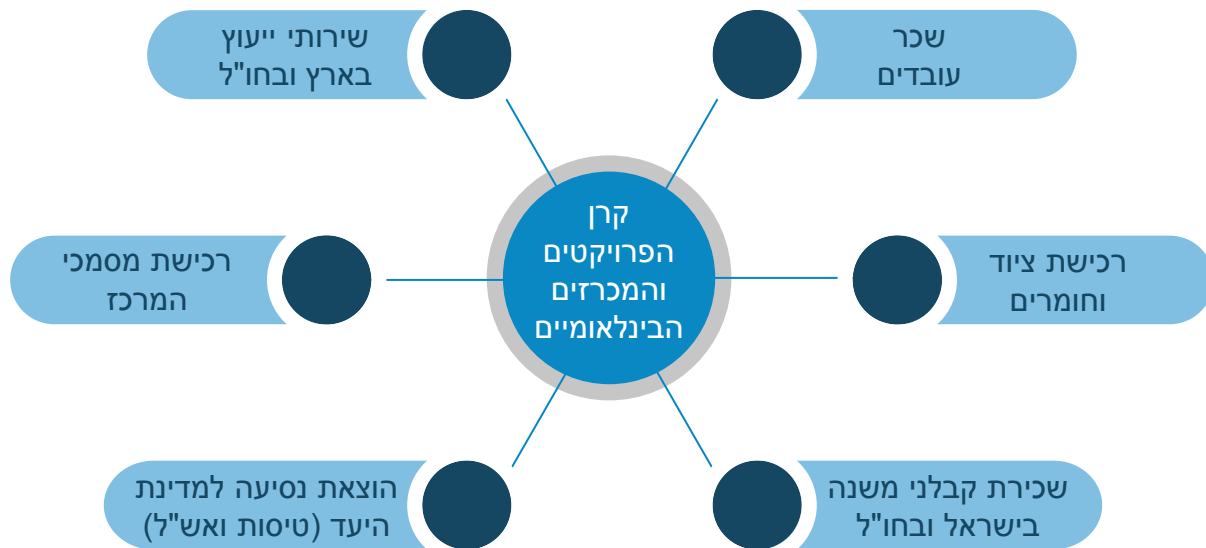 שכר
עובדים
שירותי ייעוץ
בארץ ובחו"ל
קרן
הפרויקטים
והמכרזים
הבינלאומיים
רכישת ציוד
וחומרים
רכישת מסמכי
המרכז
שכירת קבלני משנה
בישראל ובחו"ל
הוצאת נסיעה למדינת
היעד (טיסות ואש"ל)